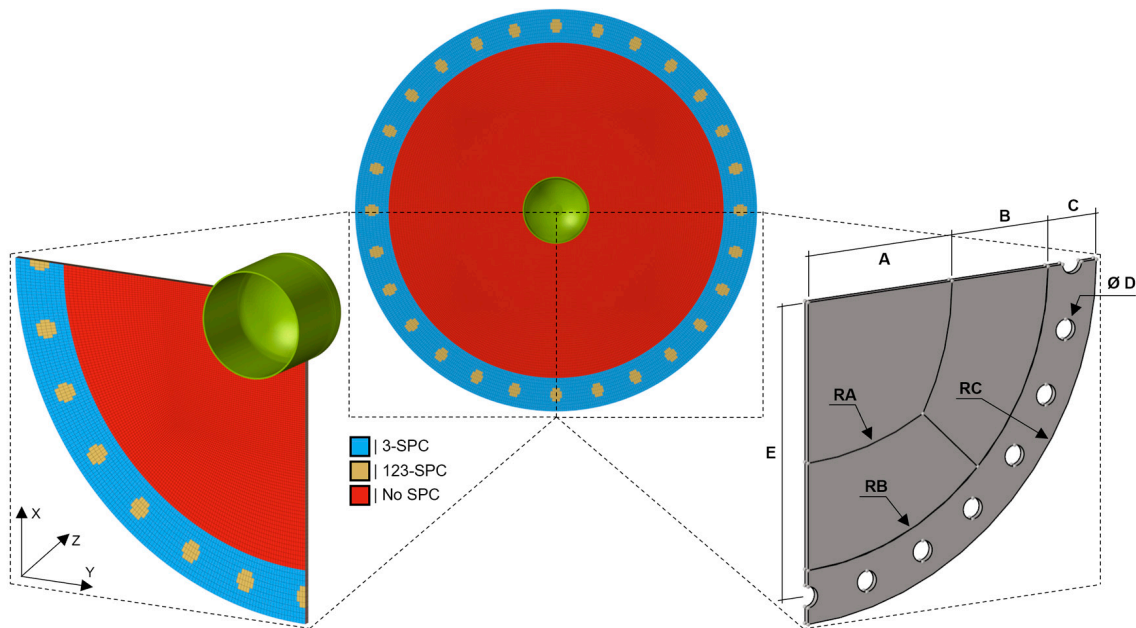 C
B
A
Ø D
RA
RC
E
RB
| 3-SPC
| 123-SPC
| No SPC
X
Z
Y